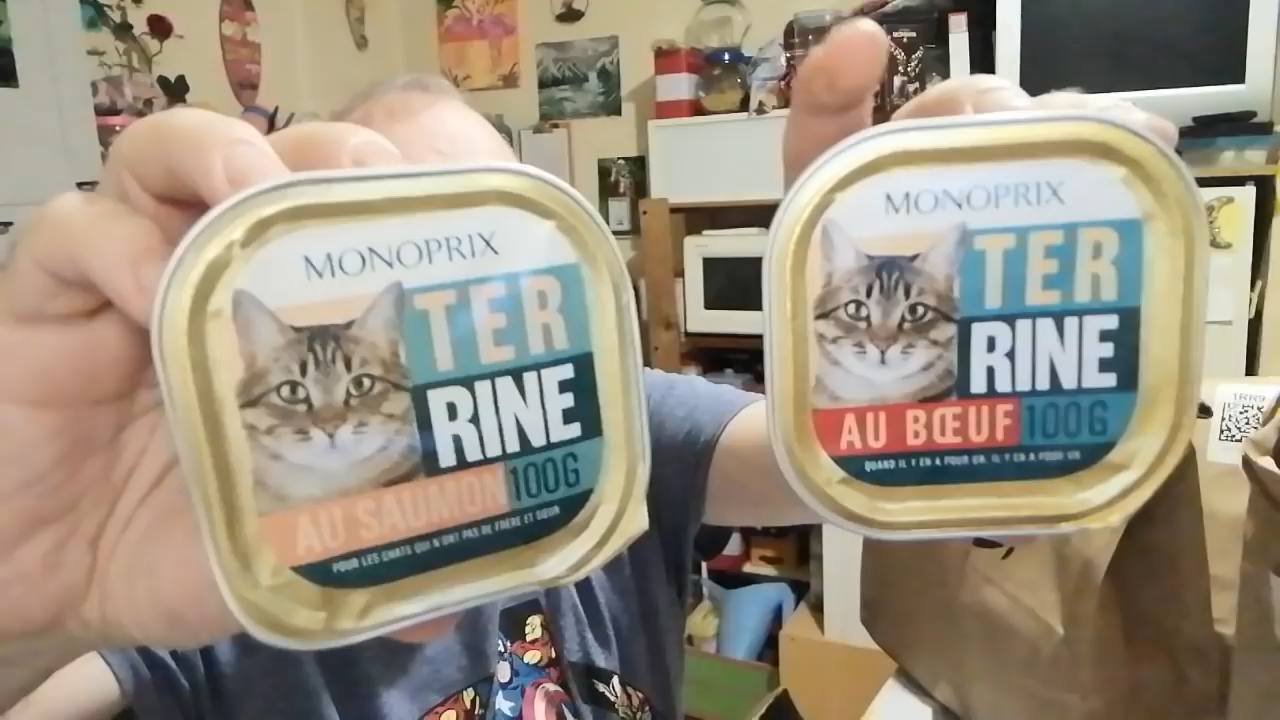 MONOPRIX
TER
RINE
AU SAUMON 100G
POUR LES CHATS QUI N'ONT PAS DE FRÈRE ET SŒUR
MONOPRIX
TER
RINE
AU BŒUF 100G
QUAND IL Y EN A POUR UN, IL Y EN A POUR UN